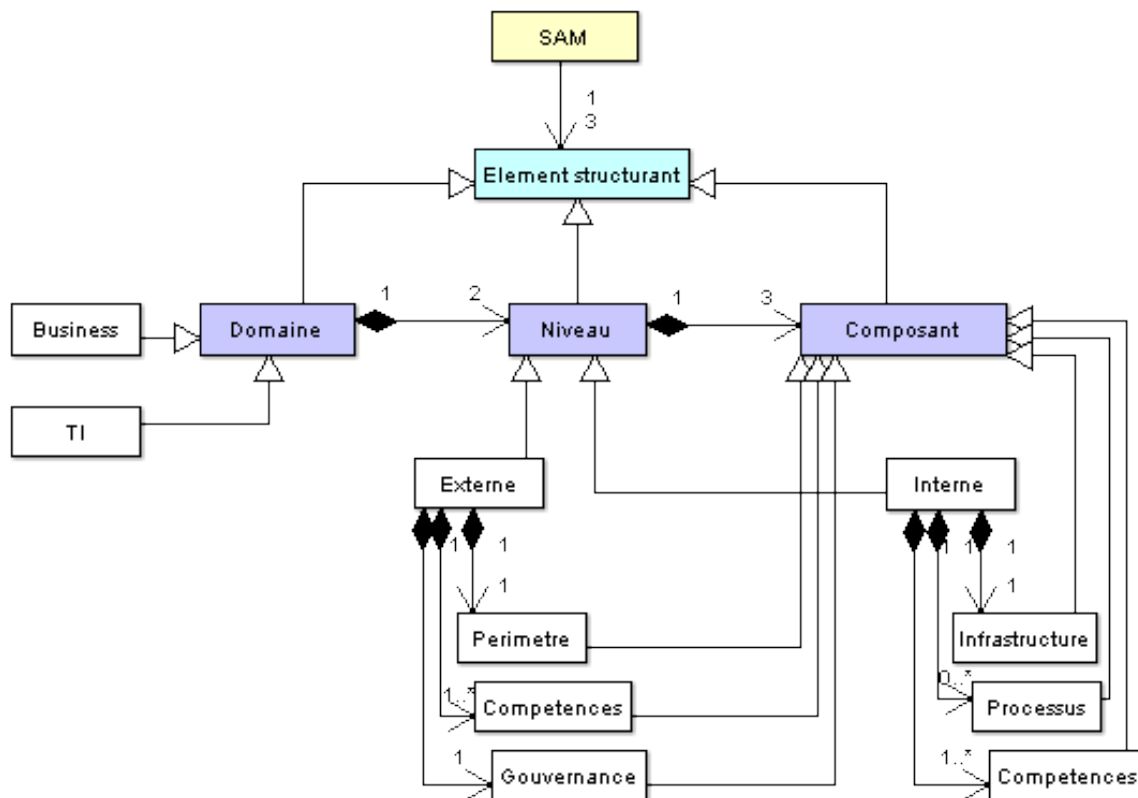 SAM
1
3
Element structurant
1
2
1
3
Business
Domaine
Niveau
Composant
TI
Externe
Interne
1
1
1
1
1
1
1
Perimetre
Infrastructure
1..*
Competences
0..*
Processus
1
Gouvernance
1..*
Competences